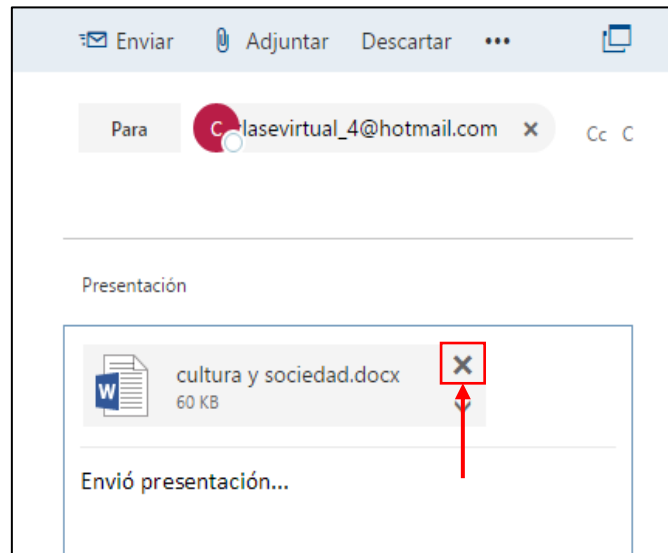 Enviar Adjuntar Descartar •••
Para C lasevirtual_4@hotmail.com × Cc C
Presentación
W cultura y sociedad.docx ×
60 KB
Envió presentación...